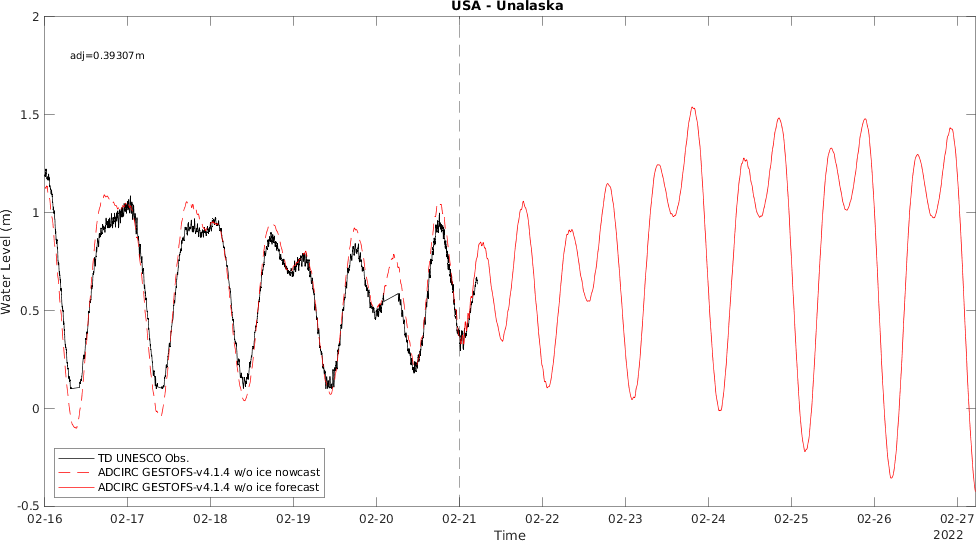 USA - Unalaska
adj=0.39307m
Water Level (m)
2
1.5
1
0.5
0
-0.5
TD UNESCO Obs.
ADCIRC GESTOFS-v4.1.4 w/o ice nowcast
ADCIRC GESTOFS-v4.1.4 w/o ice forecast
02-16 02-17 02-18 02-19 02-20 02-21 02-22 02-23 02-24 02-25 02-26 02-27
Time
2022